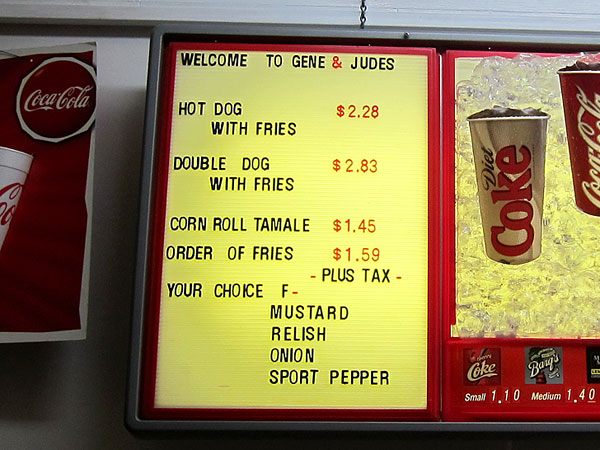 Coca-Cola
WELCOME TO GENE & JUDES
HOT DOG $2.28
WITH FRIES
DOUBLE DOG $2.83
WITH FRIES
CORN ROLL TAMALE $1.45
ORDER OF FRIES $1.59
- PLUS TAX -
YOUR CHOICE F-
MUSTARD
RELISH
ONION
SPORT PEPPER
Diet Coke
Coca-Cola
cherry Coke
Barq's
Small 1.10 Medium 1.40